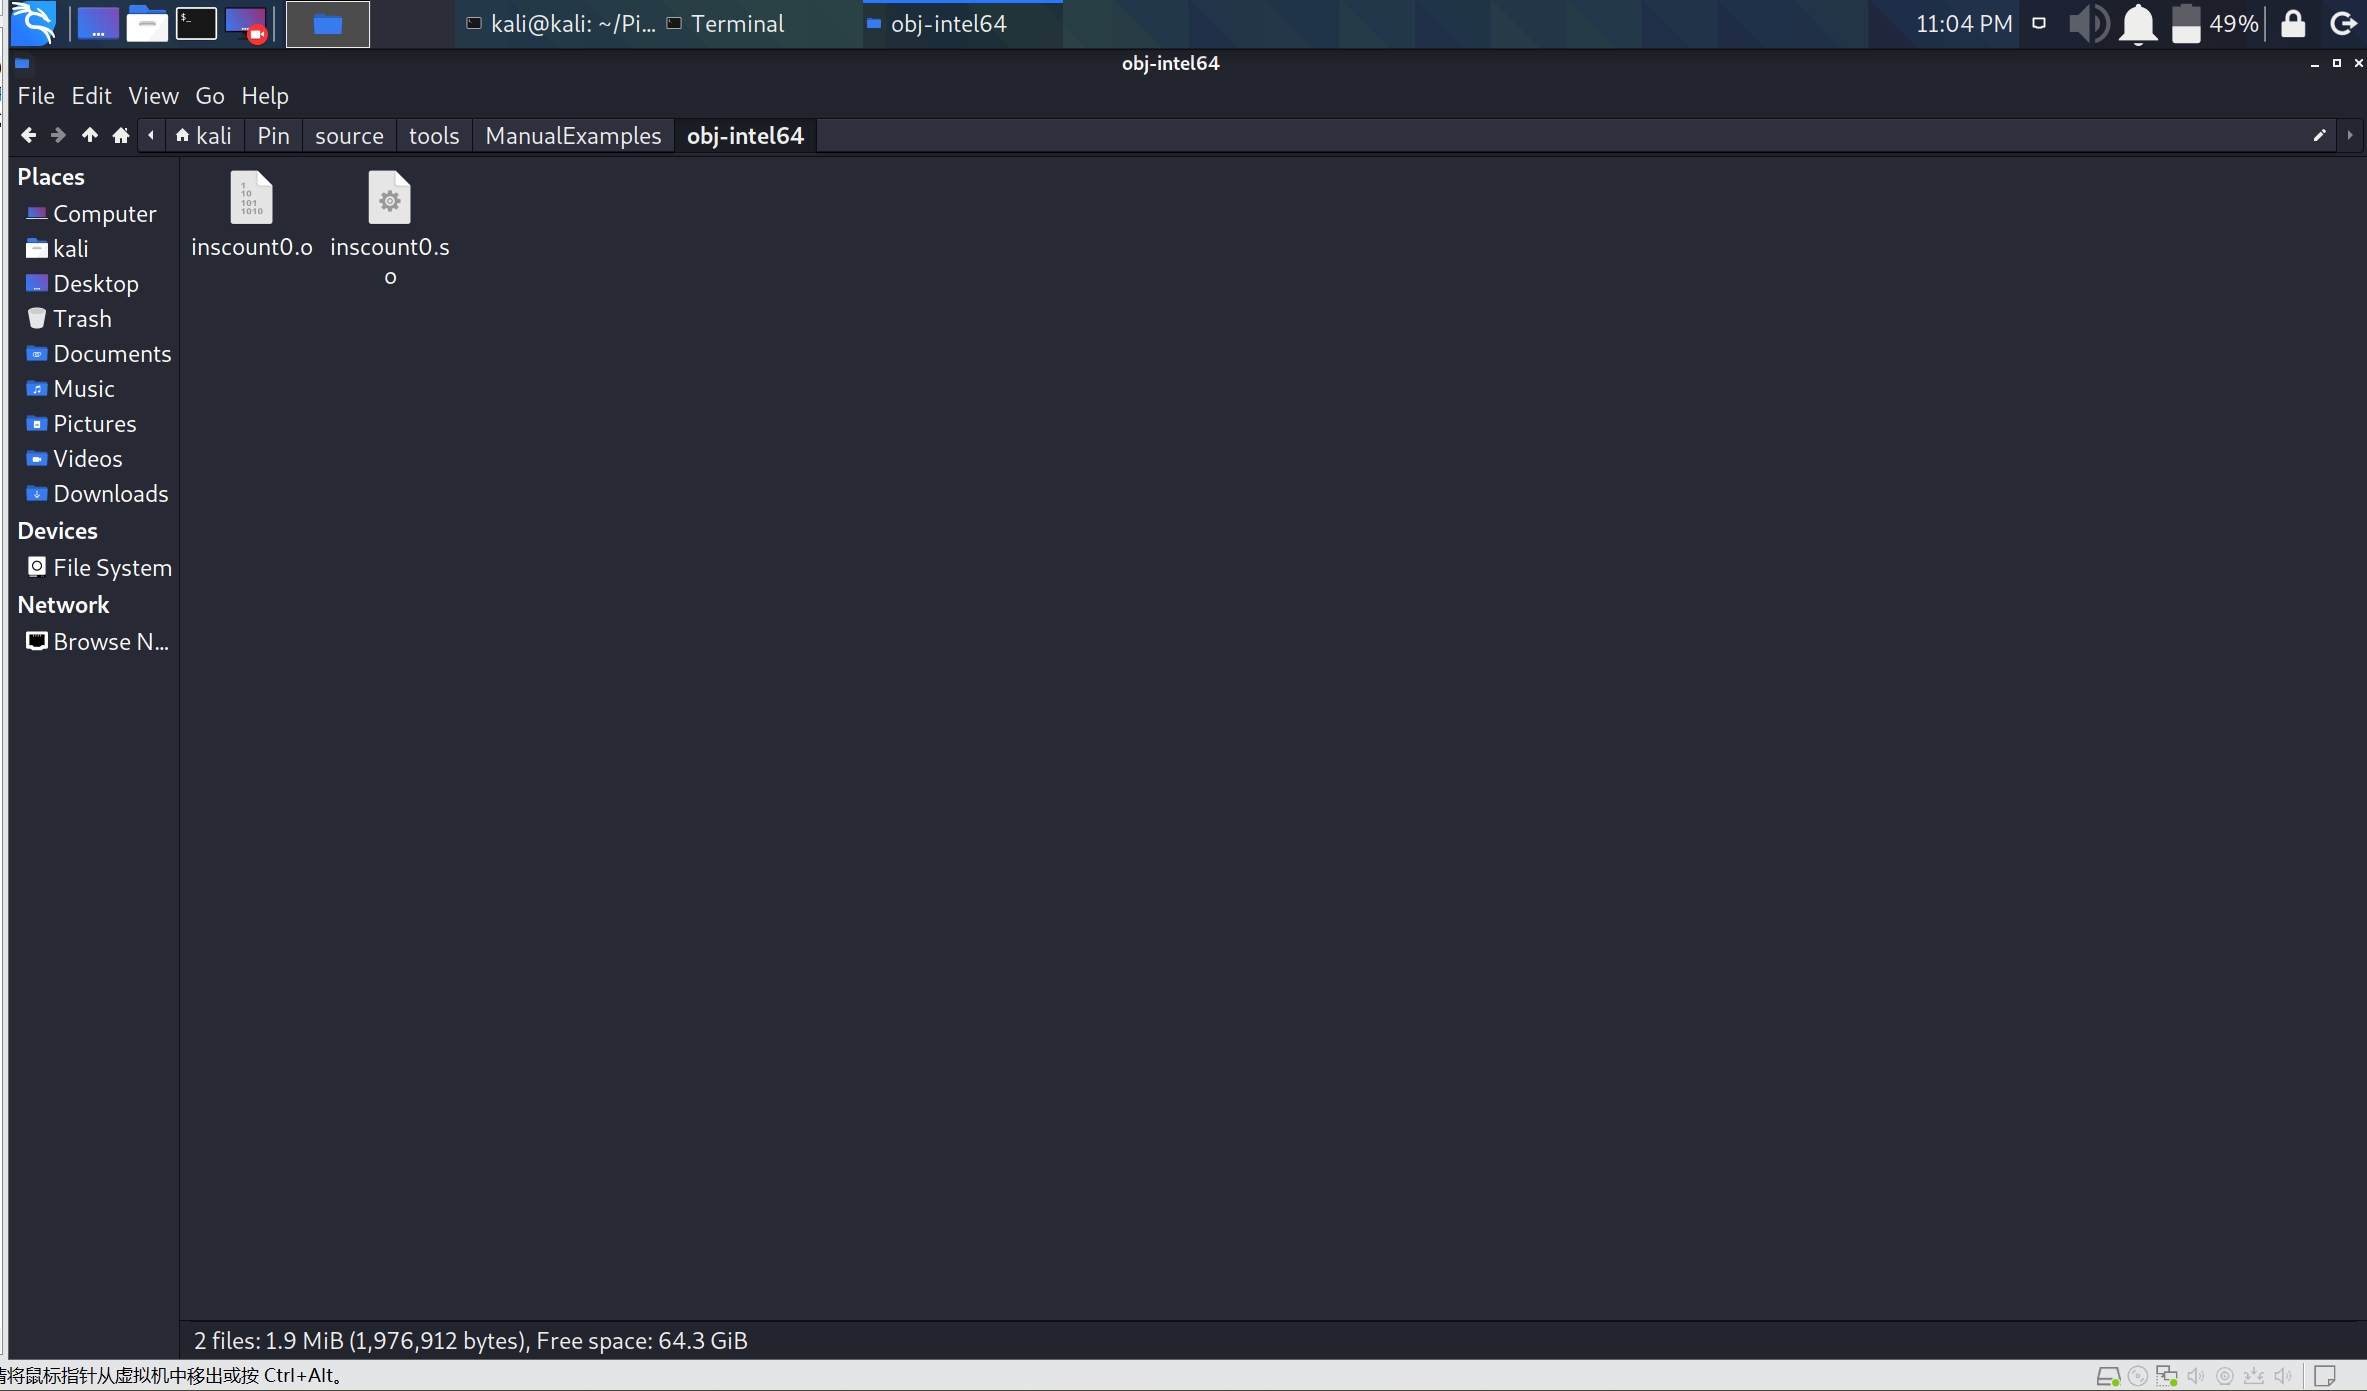 kali@kali: ~/Pi...
Terminal
obj-intel64
11:04 PM
49%
obj-intel64
File Edit View Go Help
kali Pin source tools ManualExamples obj-intel64
Places
Computer
kali
Desktop
Trash
Documents
Music
Pictures
Videos
Downloads
Devices
File System
Network
Browse N...
inscount0.o
inscount0.s
o
2 files: 1.9 MiB (1,976,912 bytes), Free space: 64.3 GiB
将鼠标指针从虚拟机中移出或按 Ctrl+Alt。